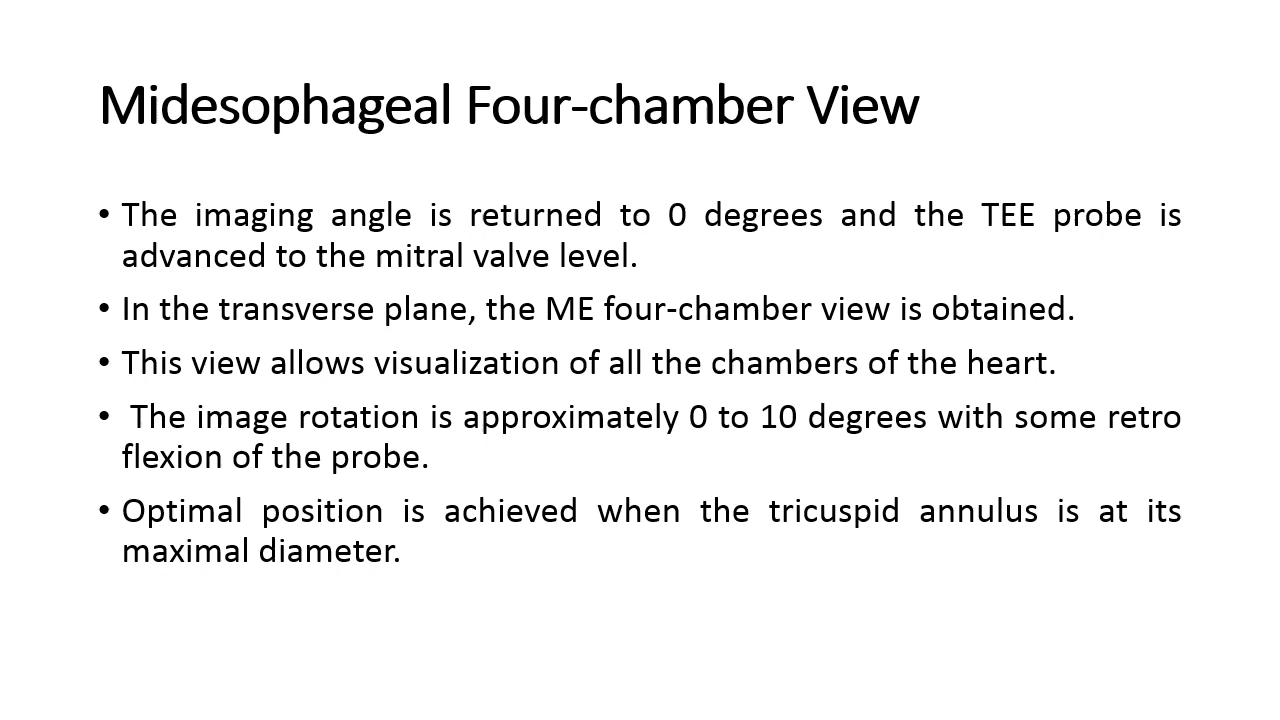 Midesophageal Four-chamber View
• The imaging angle is returned to 0 degrees and the TEE probe is
advanced to the mitral valve level.
• In the transverse plane, the ME four-chamber view is obtained.
• This view allows visualization of all the chambers of the heart.
• The image rotation is approximately 0 to 10 degrees with some retro
flexion of the probe.
• Optimal position is achieved when the tricuspid annulus is at its
maximal diameter.